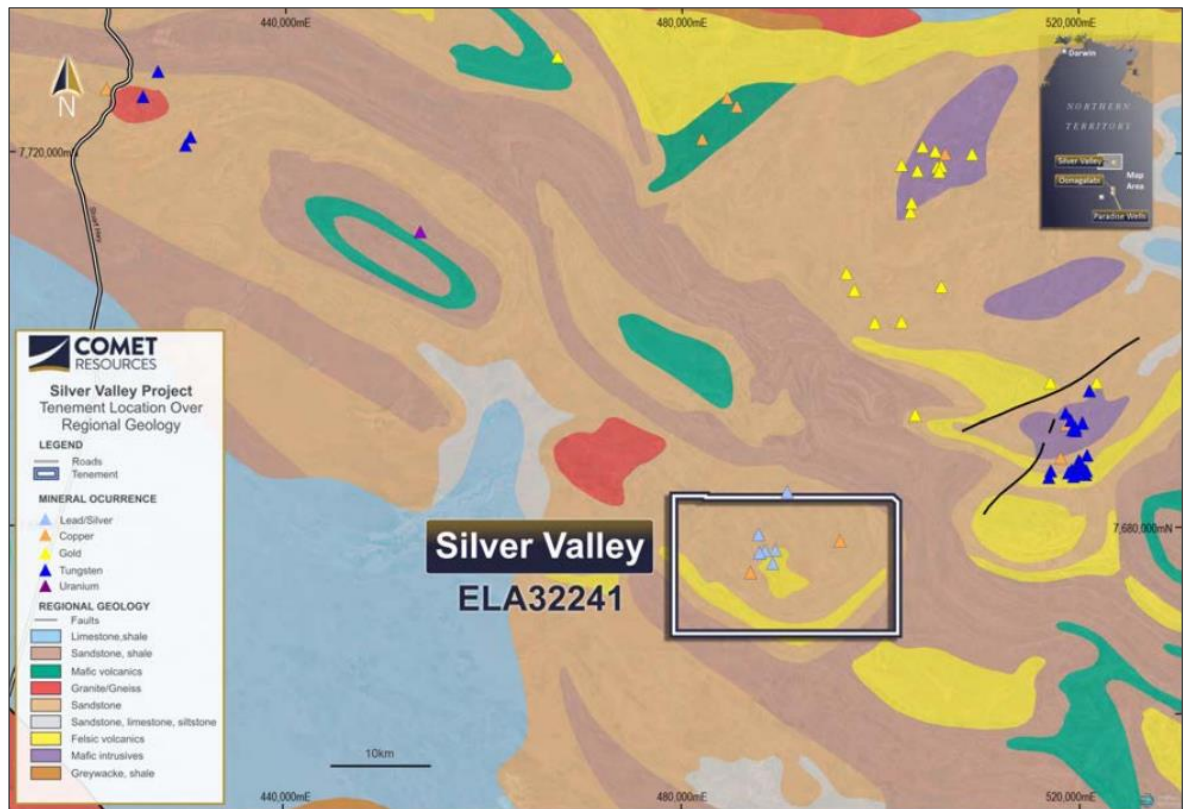 440,000mE
480,000mE
520,000mE
N
7,720,000mN
Stuart Hwy
Darwin
NORTHERN
TERRITORY
Silver Valley
Map
Area
Oonagalabi
Paradise Wells
COMET
RESOURCES
Silver Valley Project
Tenement Location Over
Regional Geology
LEGEND
Roads
Tenement
MINERAL OCURRENCE
Lead/Silver
Copper
Gold
Tungsten
Uranium
REGIONAL GEOLOGY
Faults
Limestone,shale
Sandstone, shale
Mafic volcanics
Granite/Gneiss
Sandstone
Sandstone, limestone, siltstone
Felsic volcanics
Mafic intrusives
Greywacke, shale
Silver Valley
ELA32241
7,680,000mN
10km
440,000mE
480,000mE
520,000mE